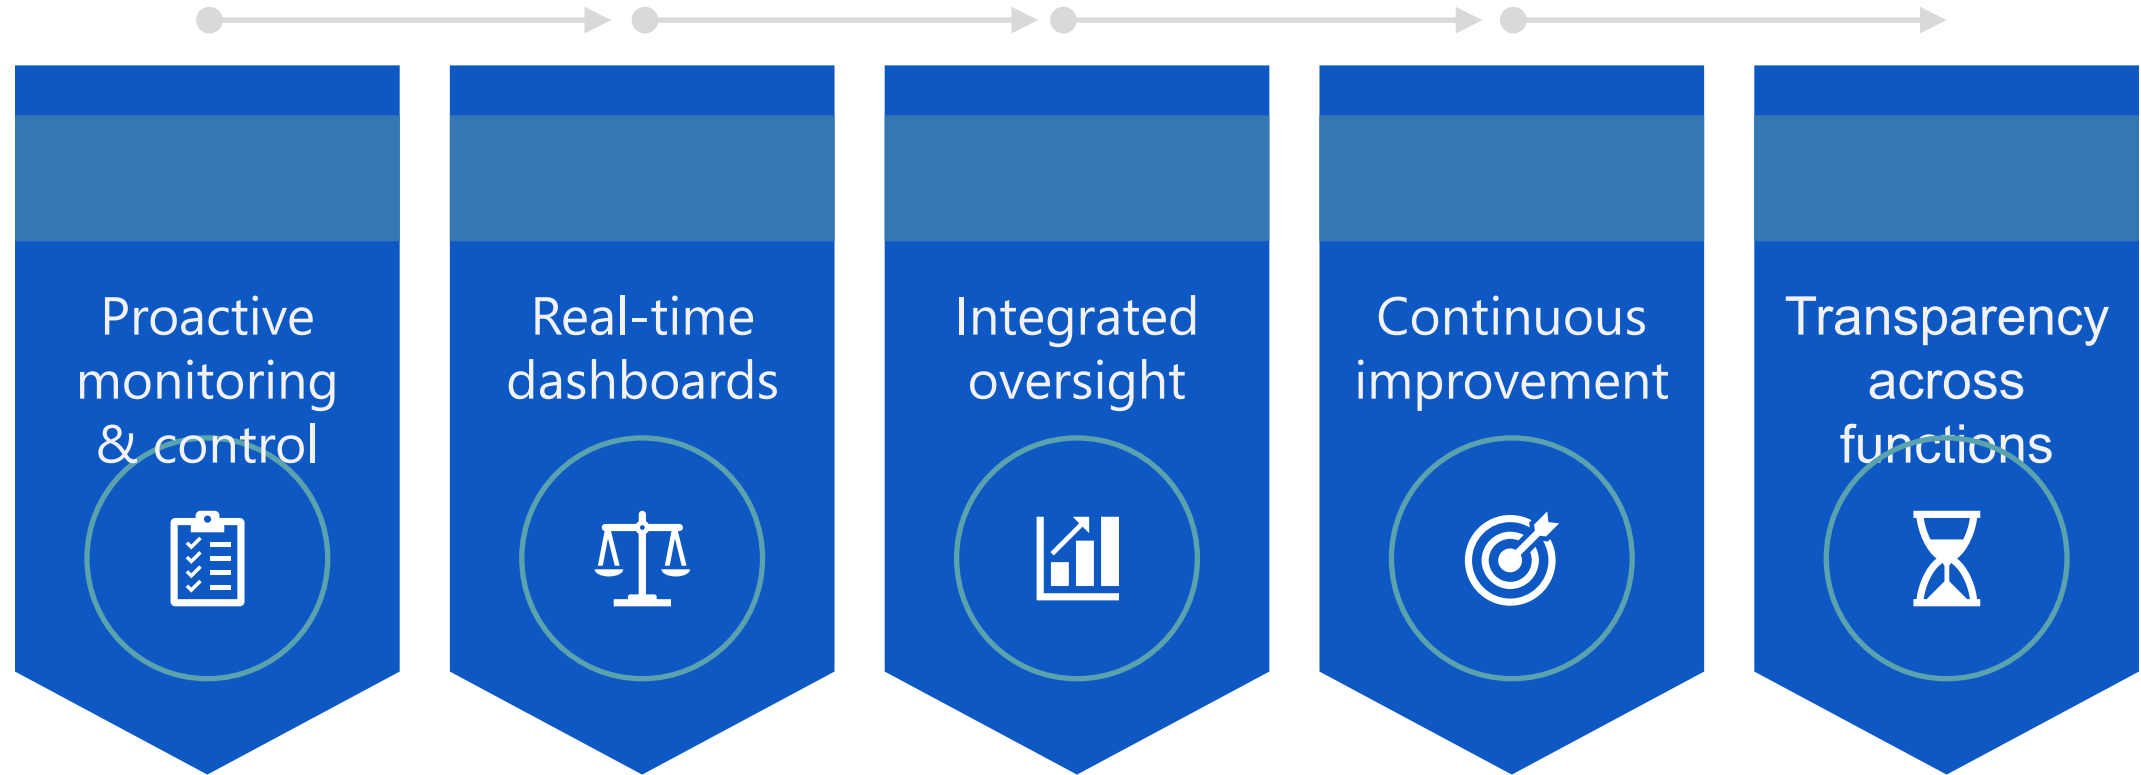 Proactive
monitoring
& control
Real-time
dashboards
Integrated
oversight
Continuous
improvement
Transparency
across
functions